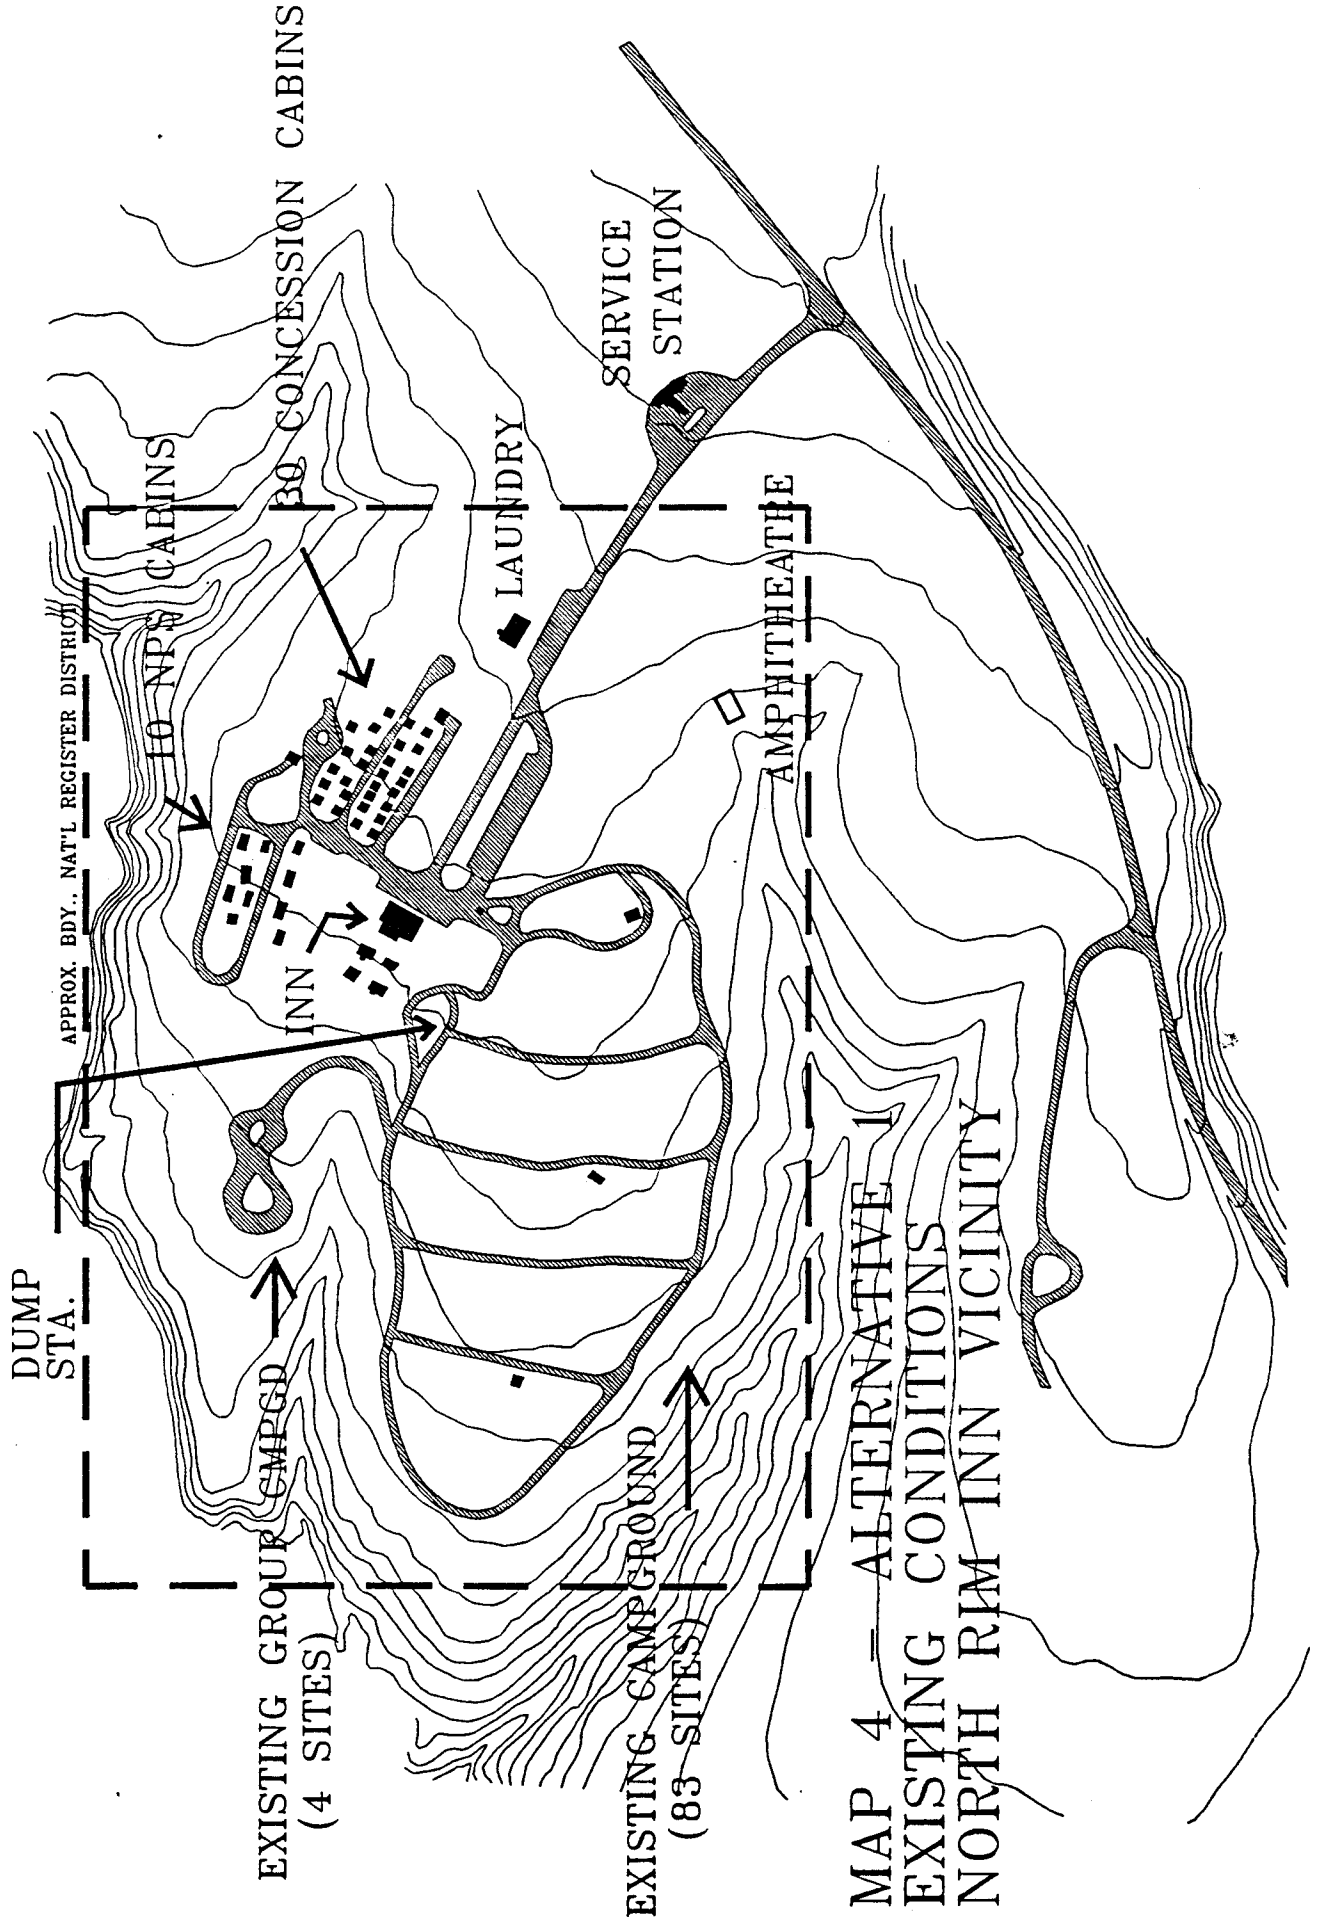 DUMP
STA.
APPROX. BDY., NAT'L REGISTER DISTRICT
10 NPS CABINS
30 CONCESSION CABINS
INN
LAUNDRY
SERVICE
STATION
AMPHITHEATRE
EXISTING GROUP CMPGD
(4 SITES)
EXISTING CAMPGROUND
(83 SITES)
MAP 4 - ALTERNATIVE 1
EXISTING CONDITIONS
NORTH RIM INN VICINITY